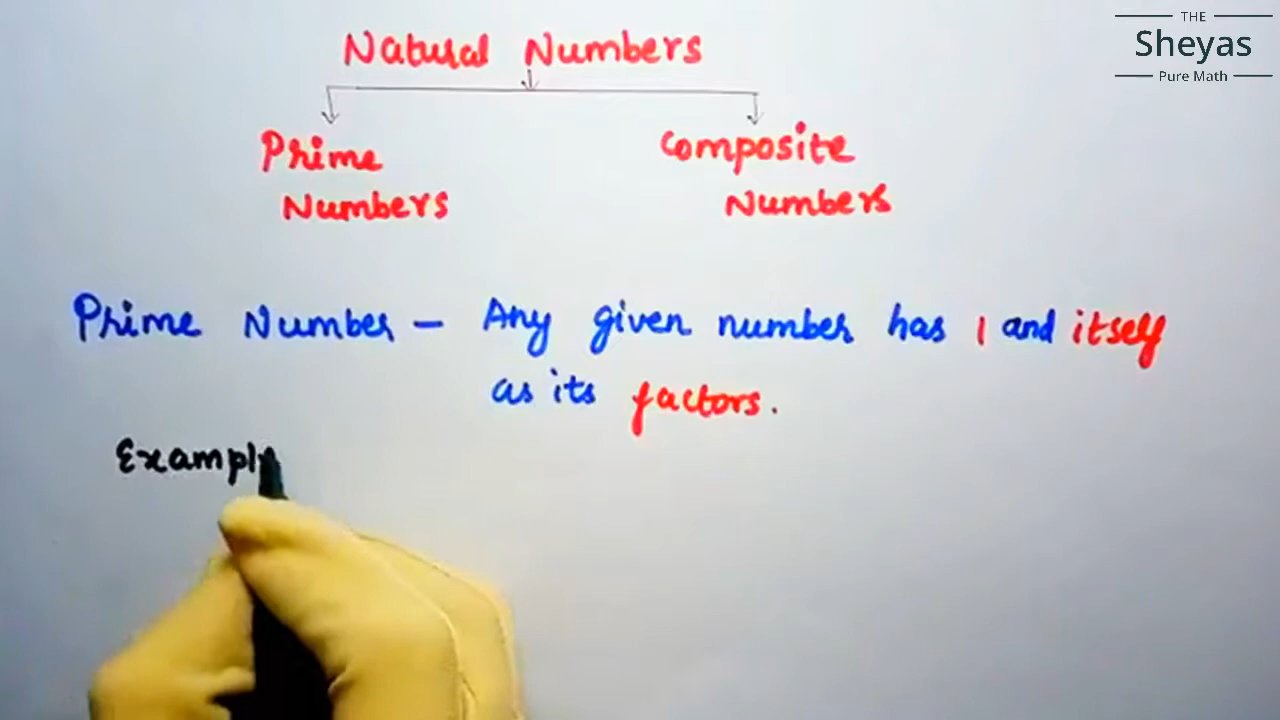 THE
Sheyas
Pure Math
Natural Numbers
Prime
Numbers
Composite
Numbers
Prime Number – Any given number has 1 and itself
as its factors.
Exampl